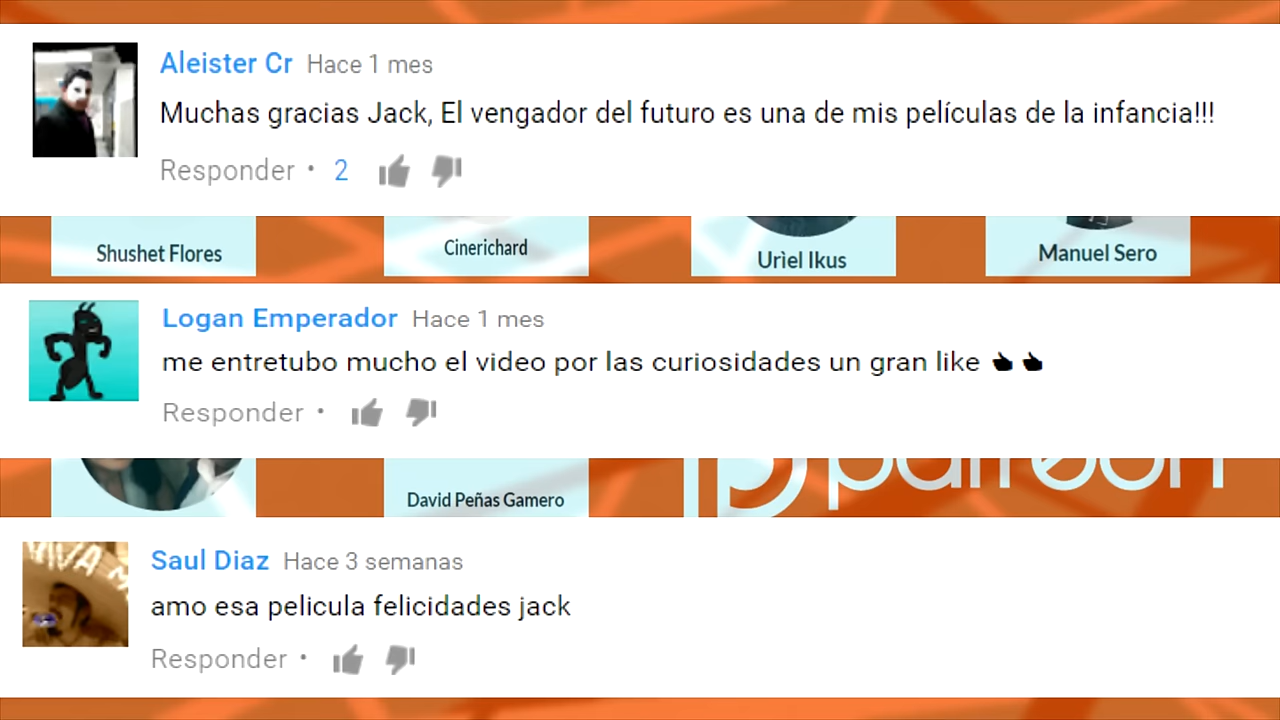 Aleister Cr Hace 1 mes
Muchas gracias Jack, El vengador del futuro es una de mis películas de la infancia!!!
Responder • 2
Shushet Flores
Cinerichard
Urìel Ikus
Manuel Sero
Logan Emperador Hace 1 mes
me entretubo mucho el video por las curiosidades un gran like
Responder •
David Peñas Gamero
patreon
VIVA M
Saul Diaz Hace 3 semanas
amo esa pelicula felicidades jack
Responder •